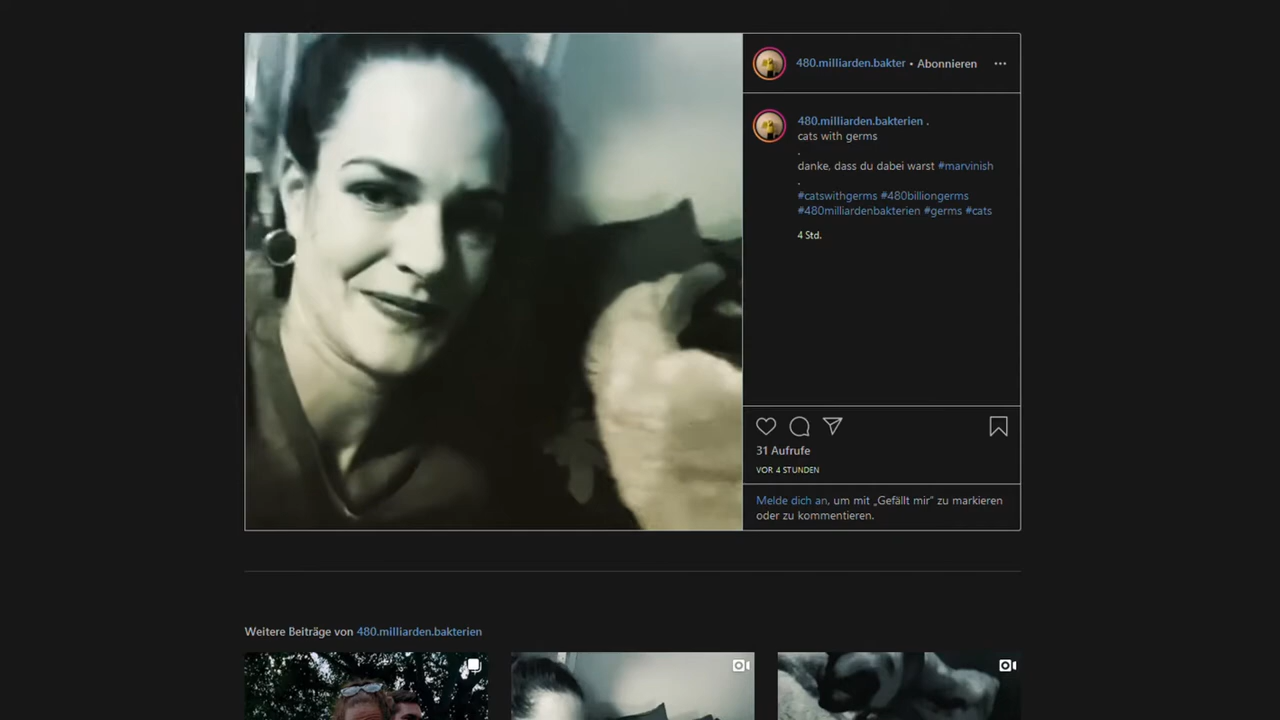 480.milliarden.bakter • Abonnieren
480.milliarden.bakterien .
cats with germs
.
danke, dass du dabei warst #marvinish
.
#catswithgerms #480billiongerms
#480milliardenbakterien #germs #cats
4 Std.
31 Aufrufe
VOR 4 STUNDEN
Melde dich an, um mit „Gefällt mir“ zu markieren
oder zu kommentieren.
Weitere Beiträge von 480.milliarden.bakterien